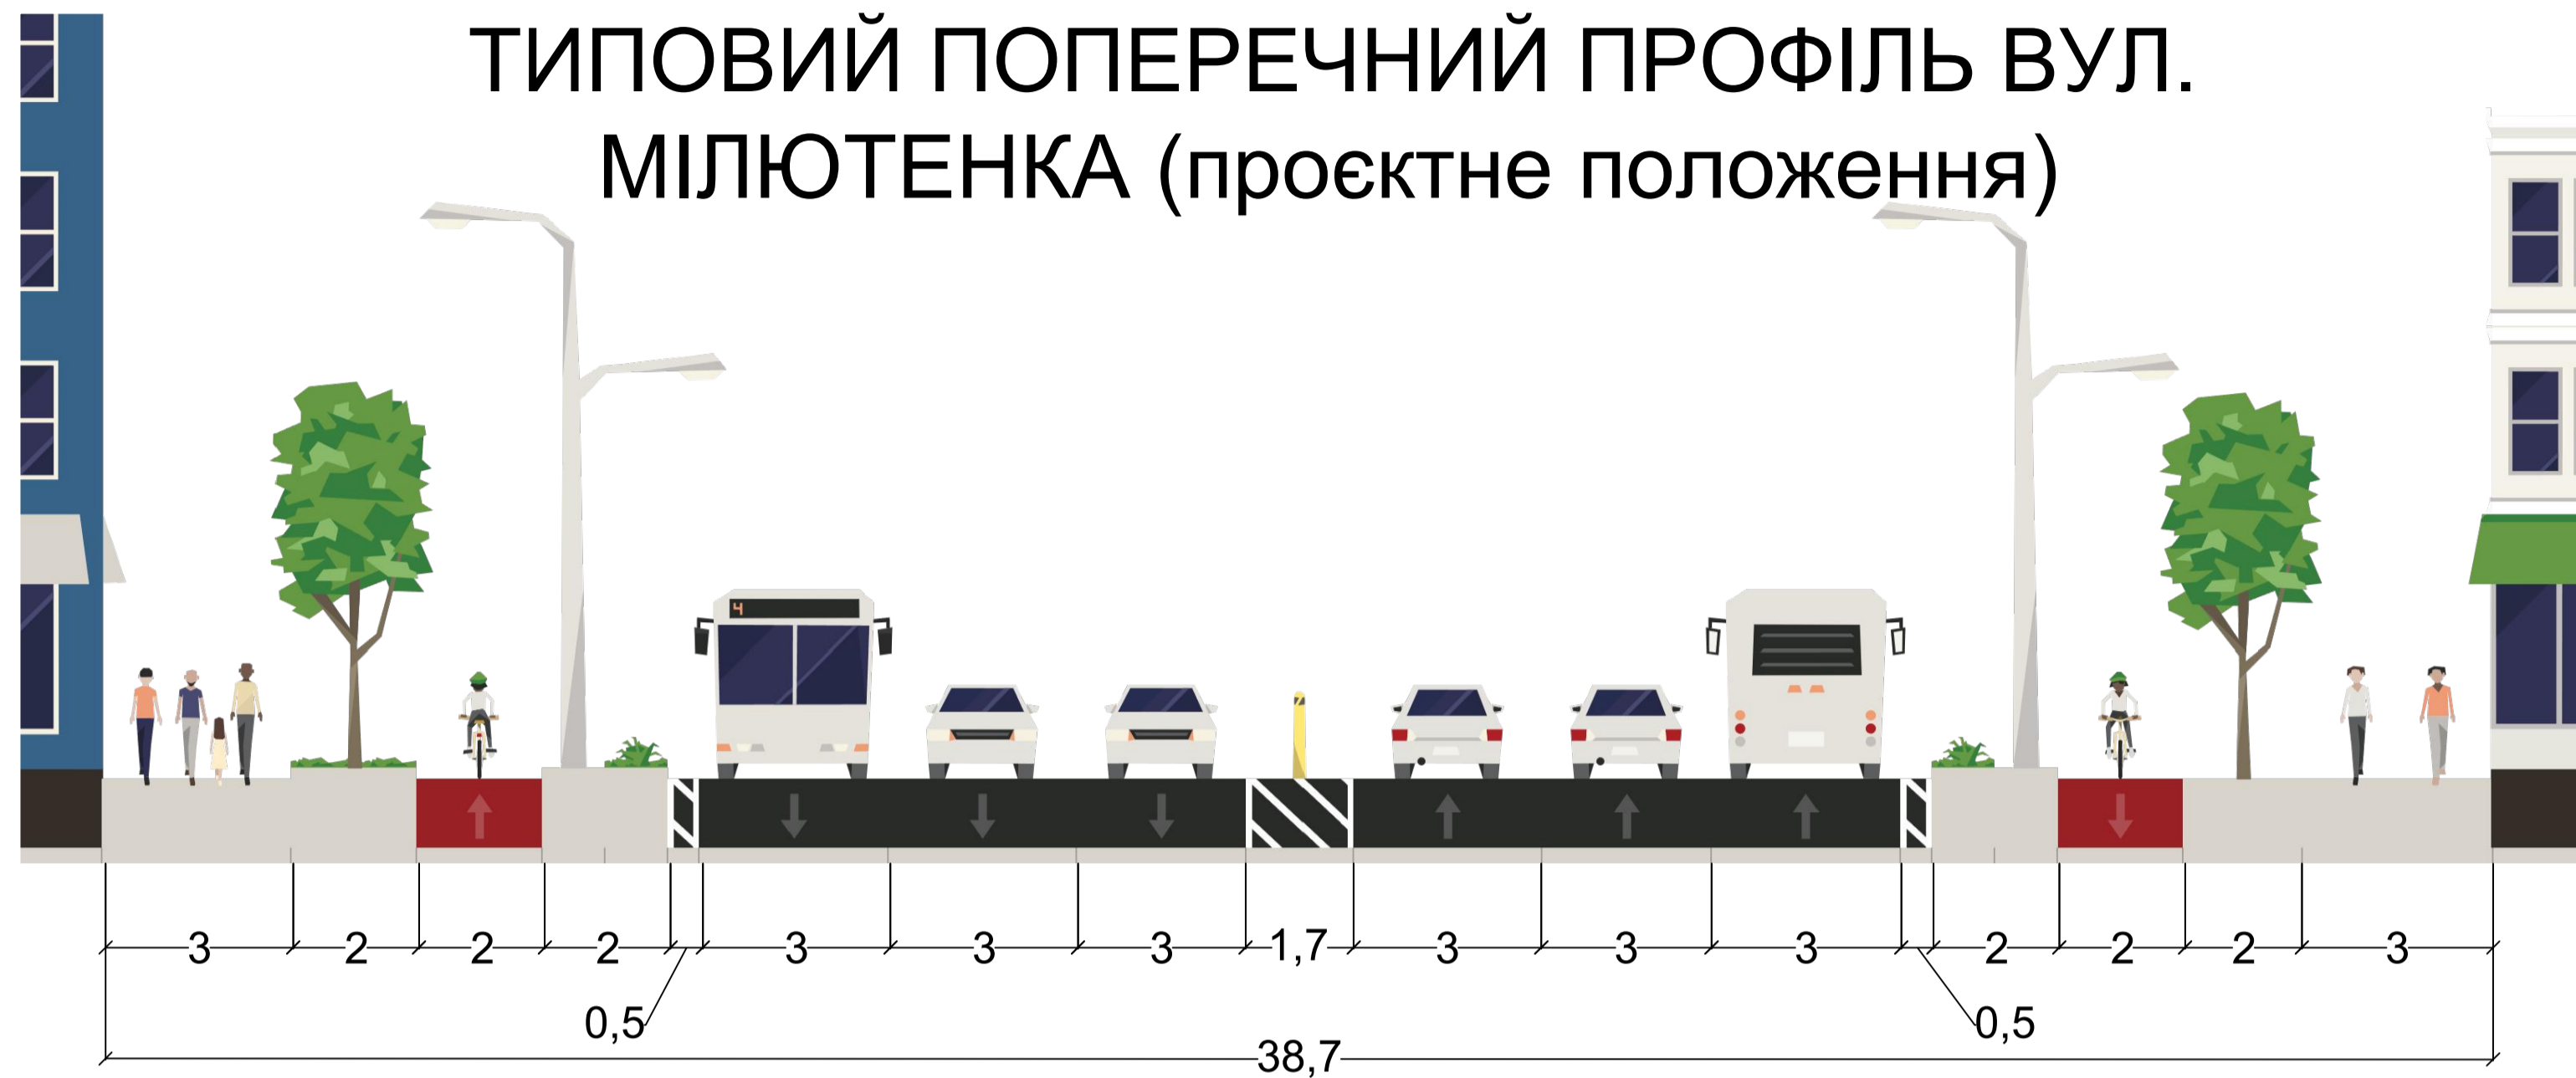 ТИПОВИЙ ПОПЕРЕЧНИЙ ПРОФІЛЬ ВУЛ.
МІЛЮТЕНКА (проєктне положення)
4
3 2 2 2 3 3 3 1,7 3 3 3 2 2 2 3
0,5 0,5
38,7